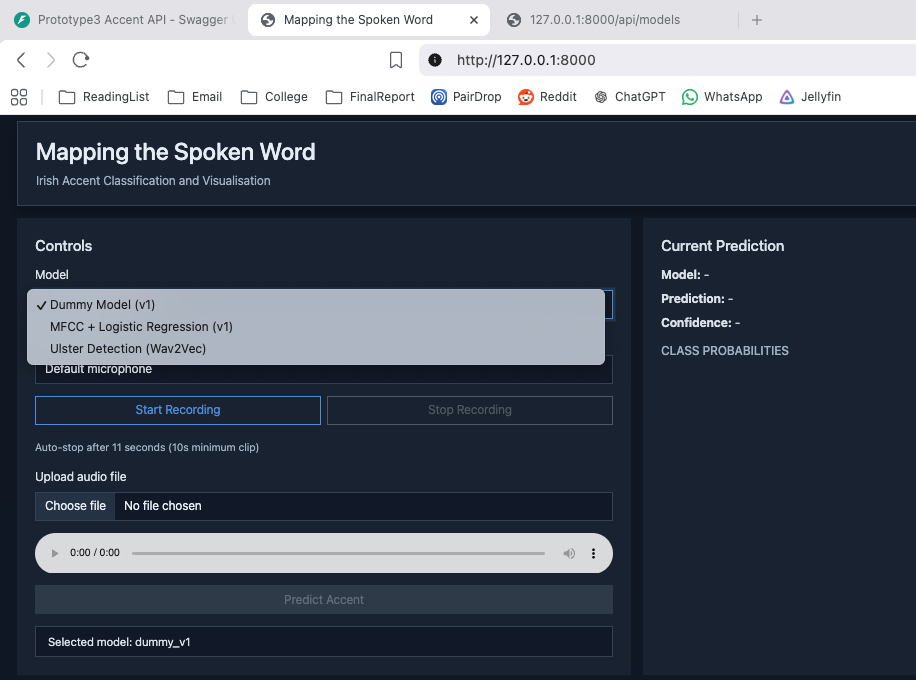 Prototype3 Accent API - Swagger
Mapping the Spoken Word
127.0.0.1:8000/api/models
http://127.0.0.1:8000
ReadingList
Email
College
FinalReport
PairDrop
Reddit
ChatGPT
WhatsApp
Jellyfin
Mapping the Spoken Word
Irish Accent Classification and Visualisation
Controls
Model
✓ Dummy Model (v1)
MFCC + Logistic Regression (v1)
Ulster Detection (Wav2Vec)
Default microphone
Start Recording
Stop Recording
Auto-stop after 11 seconds (10s minimum clip)
Upload audio file
Choose file No file chosen
0:00 / 0:00
Predict Accent
Selected model: dummy_v1
Current Prediction
Model: -
Prediction: -
Confidence: -
CLASS PROBABILITIES